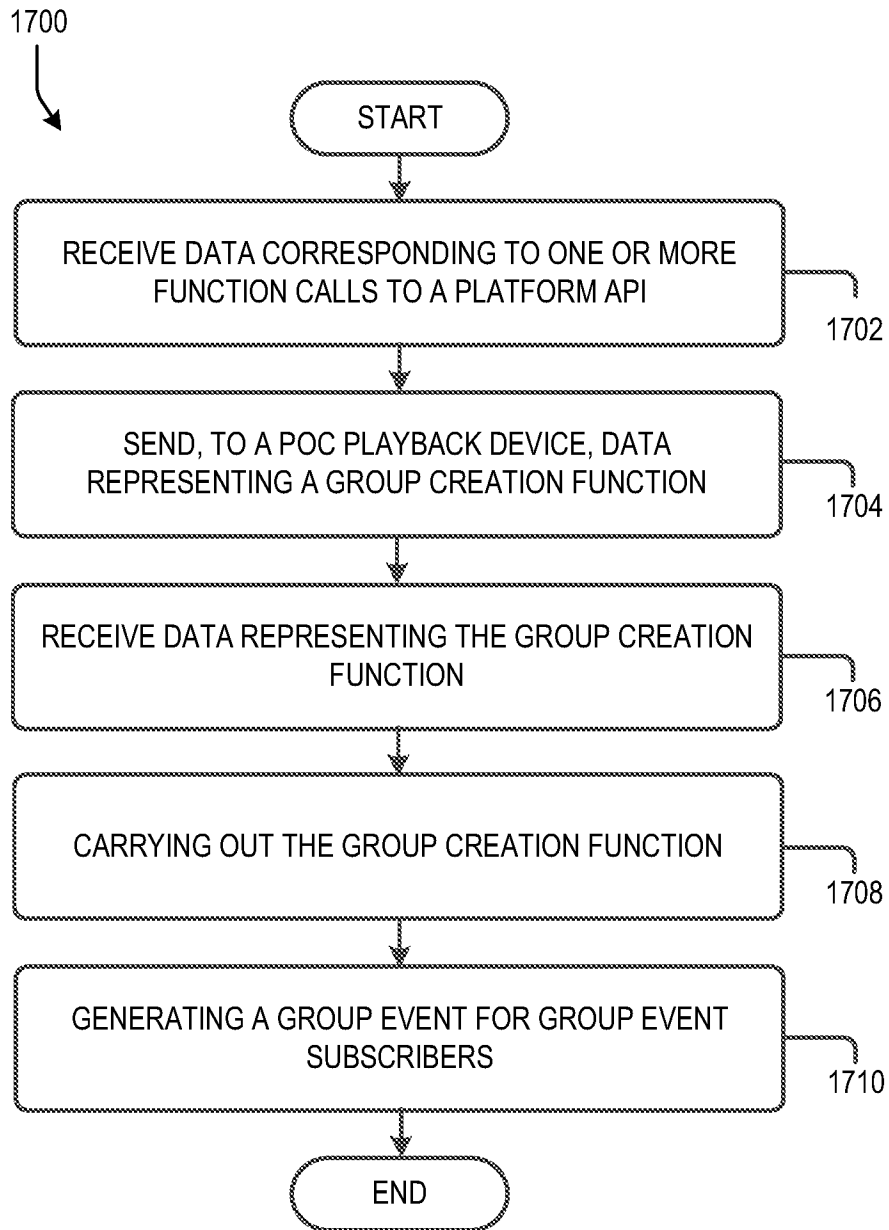 1700
START
RECEIVE DATA CORRESPONDING TO ONE OR MORE
FUNCTION CALLS TO A PLATFORM API
1702
SEND, TO A POC PLAYBACK DEVICE, DATA
REPRESENTING A GROUP CREATION FUNCTION
1704
RECEIVE DATA REPRESENTING THE GROUP CREATION
FUNCTION
1706
CARRYING OUT THE GROUP CREATION FUNCTION
1708
GENERATING A GROUP EVENT FOR GROUP EVENT
SUBSCRIBERS
1710
END